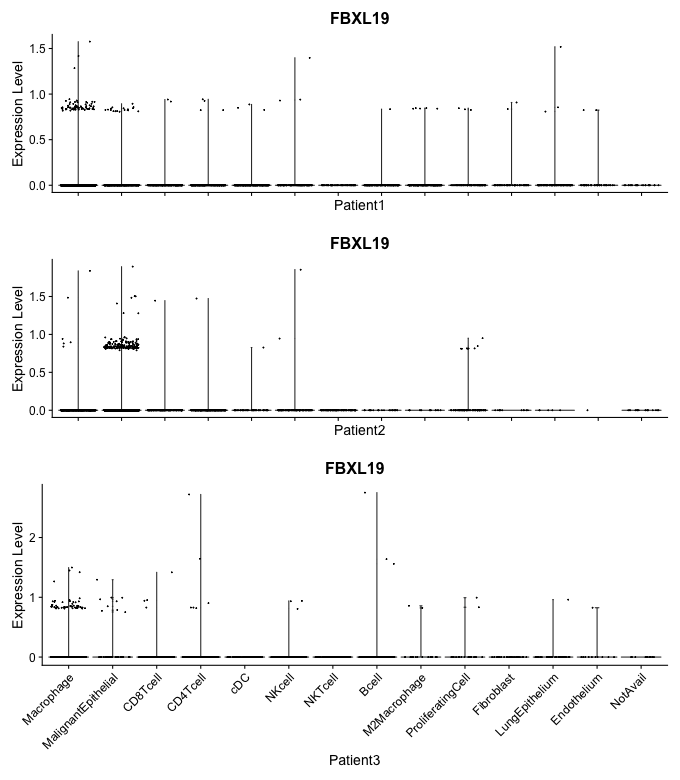 FBXL19
Expression Level
1.5
1.0
0.5
0.0
Patient1
FBXL19
Expression Level
1.5
1.0
0.5
0.0
Patient2
FBXL19
Expression Level
2
1
0
Macrophage
MalignantEpithelial
CD8Tcell
CD4Tcell
cDC
NKcell
NKTcell
Bcell
M2Macrophage
ProliferatingCell
Fibroblast
LungEpithelium
Endothelium
NotAvail
Patient3